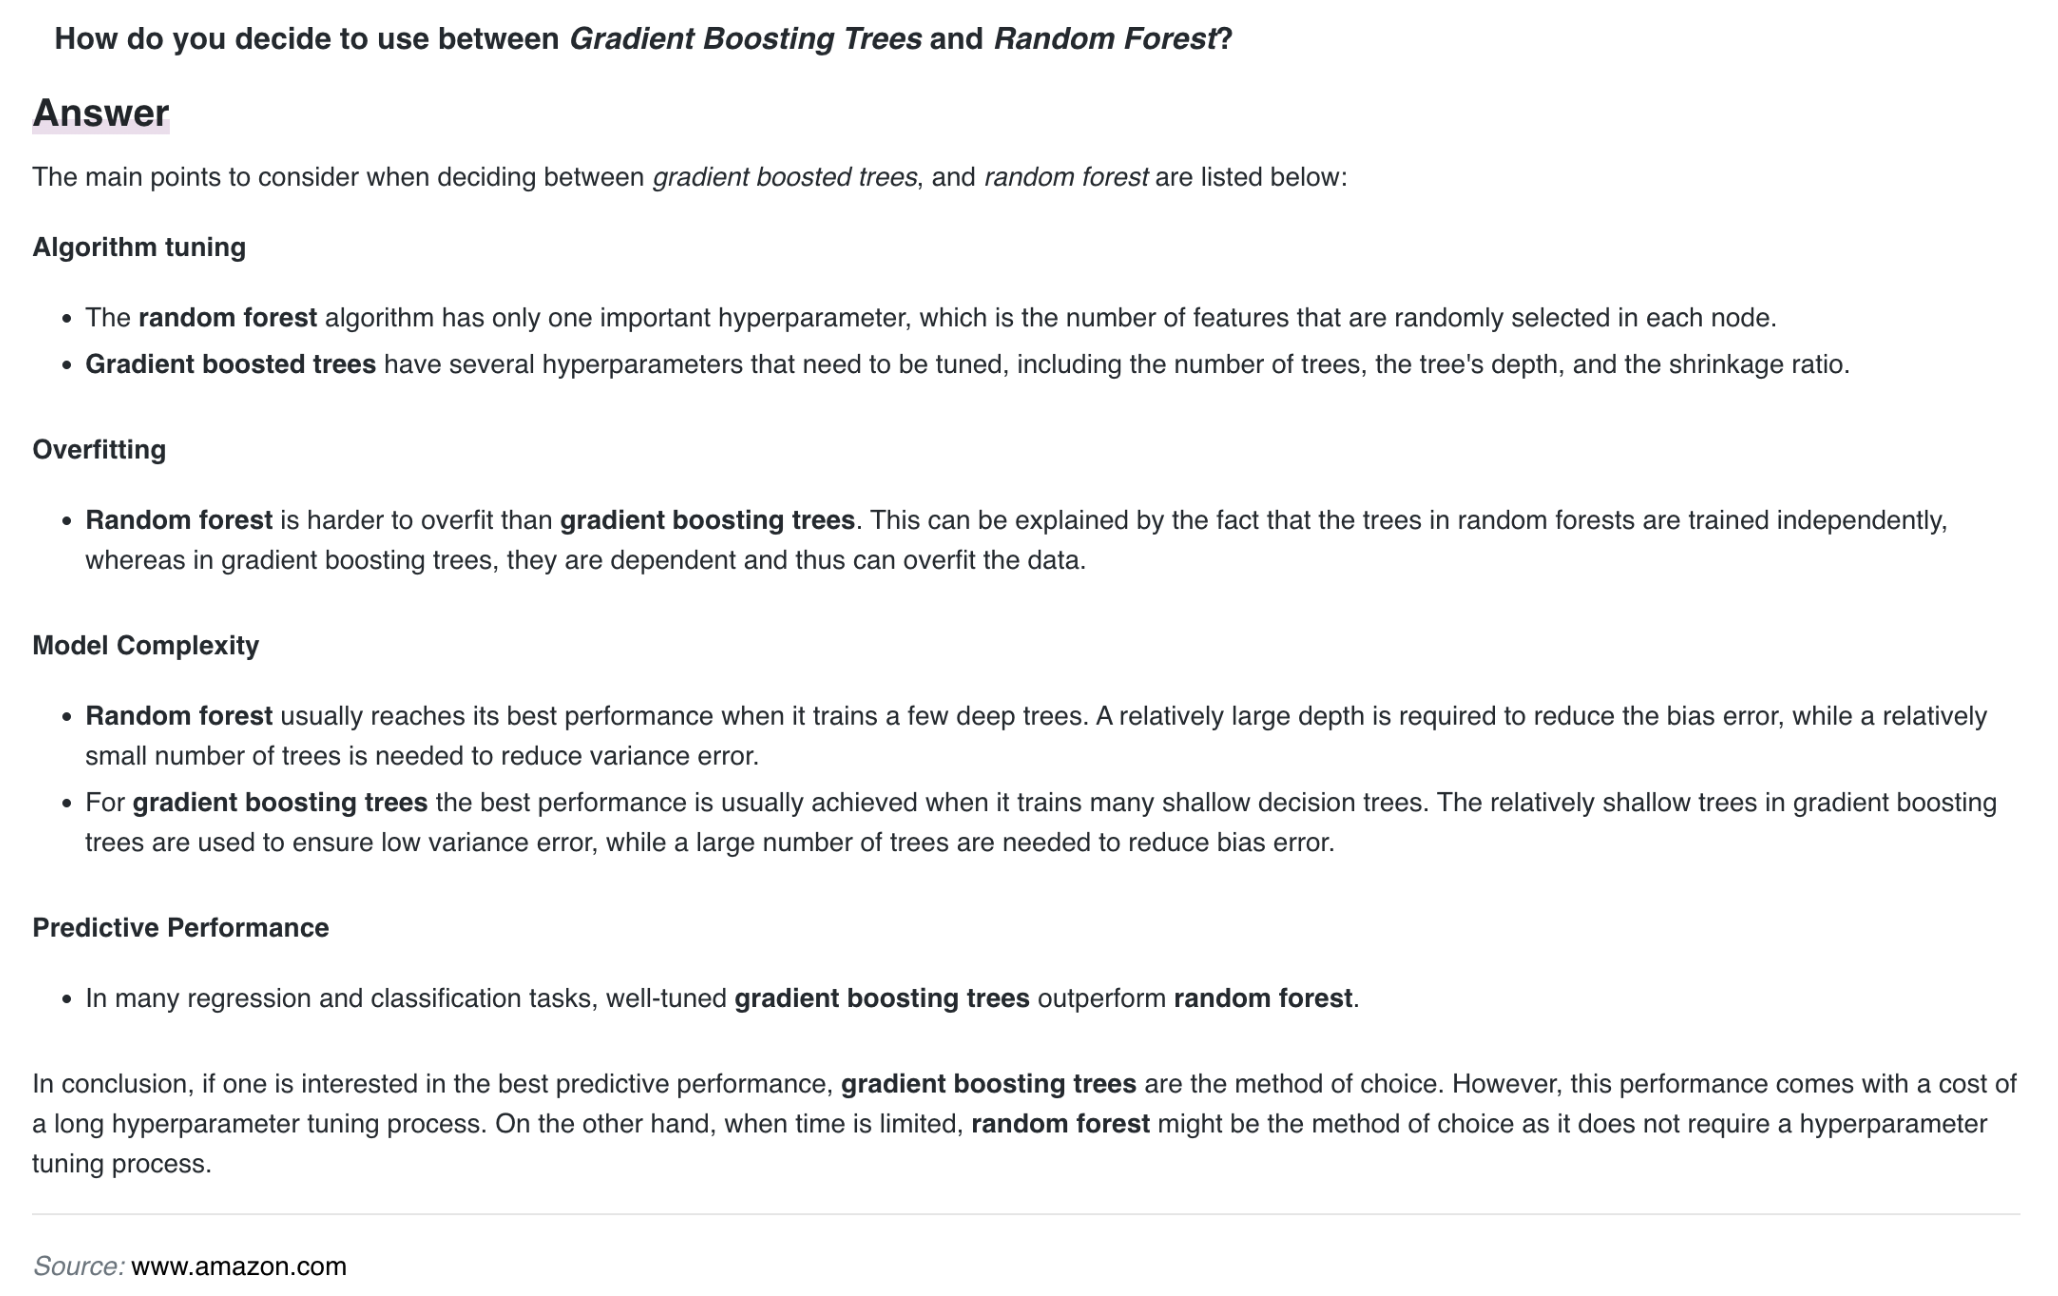 How do you decide to use between Gradient Boosting Trees and Random Forest?
Answer
The main points to consider when deciding between gradient boosted trees, and random forest are listed below:
Algorithm tuning
• The random forest algorithm has only one important hyperparameter, which is the number of features that are randomly selected in each node.
• Gradient boosted trees have several hyperparameters that need to be tuned, including the number of trees, the tree's depth, and the shrinkage ratio.
Overfitting
• Random forest is harder to overfit than gradient boosting trees. This can be explained by the fact that the trees in random forests are trained independently,
whereas in gradient boosting trees, they are dependent and thus can overfit the data.
Model Complexity
• Random forest usually reaches its best performance when it trains a few deep trees. A relatively large depth is required to reduce the bias error, while a relatively
small number of trees is needed to reduce variance error.
• For gradient boosting trees the best performance is usually achieved when it trains many shallow decision trees. The relatively shallow trees in gradient boosting
trees are used to ensure low variance error, while a large number of trees are needed to reduce bias error.
Predictive Performance
• In many regression and classification tasks, well-tuned gradient boosting trees outperform random forest.
In conclusion, if one is interested in the best predictive performance, gradient boosting trees are the method of choice. However, this performance comes with a cost of
a long hyperparameter tuning process. On the other hand, when time is limited, random forest might be the method of choice as it does not require a hyperparameter
tuning process.
Source: www.amazon.com